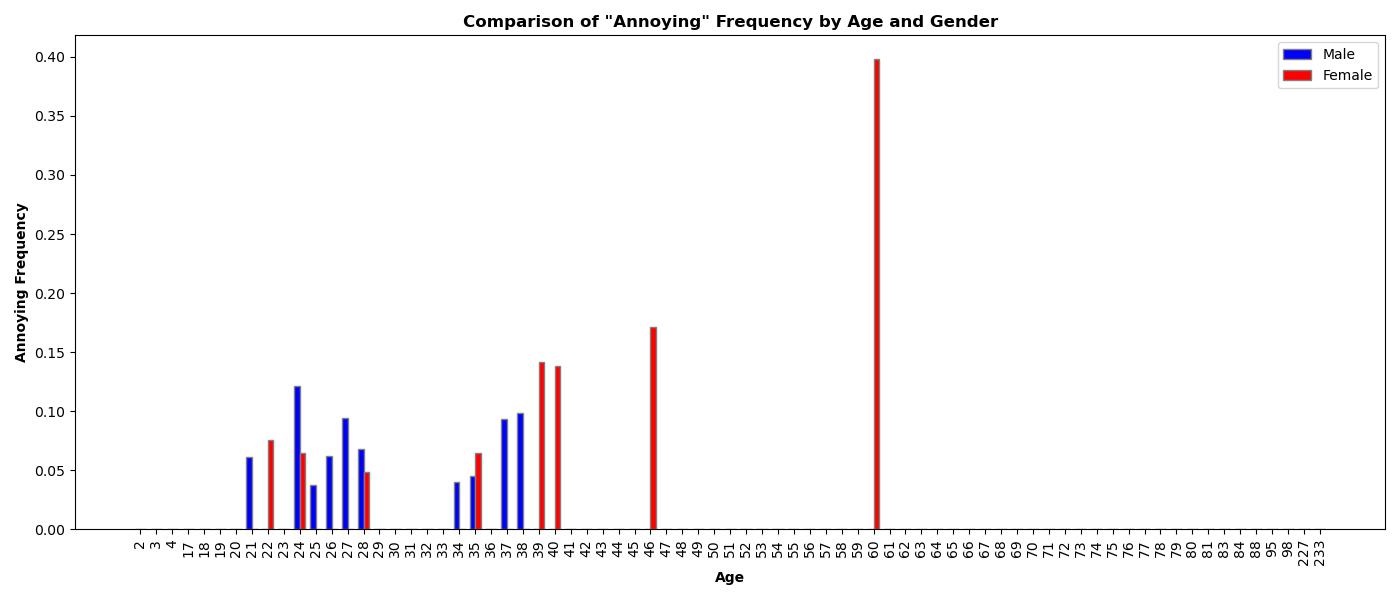 Comparison of "Annoying" Frequency by Age and Gender
Male
Female
Annoying Frequency
0.40
0.35
0.30
0.25
0.20
0.15
0.10
0.05
0.00
2 3 4 17 18 19 20 21 22 23 24 25 26 27 28 29 30 31 32 33 34 35 36 37 38 39 40 41 42 43 44 45 46 47 48 49 50 51 52 53 54 55 56 57 58 59 60 61 62 63 64 65 66 67 68 69 70 71 72 73 74 75 76 77 78 79 80 81 83 84 88 95 98 227 233
Age